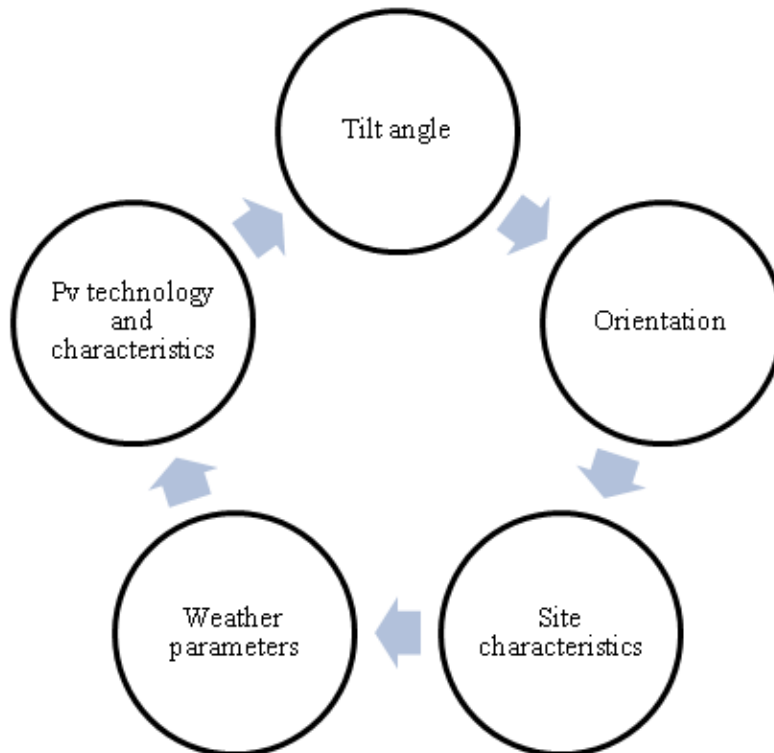 Tilt angle
Orientation
Site
characteristics
Weather
parameters
Pv technology
and
characteristics